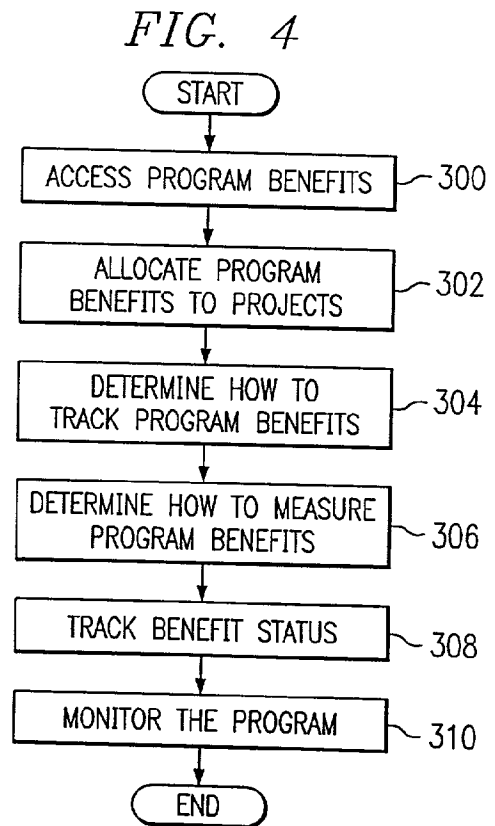 FIG. 4
START
ACCESS PROGRAM BENEFITS
300
ALLOCATE PROGRAM
BENEFITS TO PROJECTS
302
DETERMINE HOW TO
TRACK PROGRAM BENEFITS
304
DETERMINE HOW TO MEASURE
PROGRAM BENEFITS
306
TRACK BENEFIT STATUS
308
MONITOR THE PROGRAM
310
END